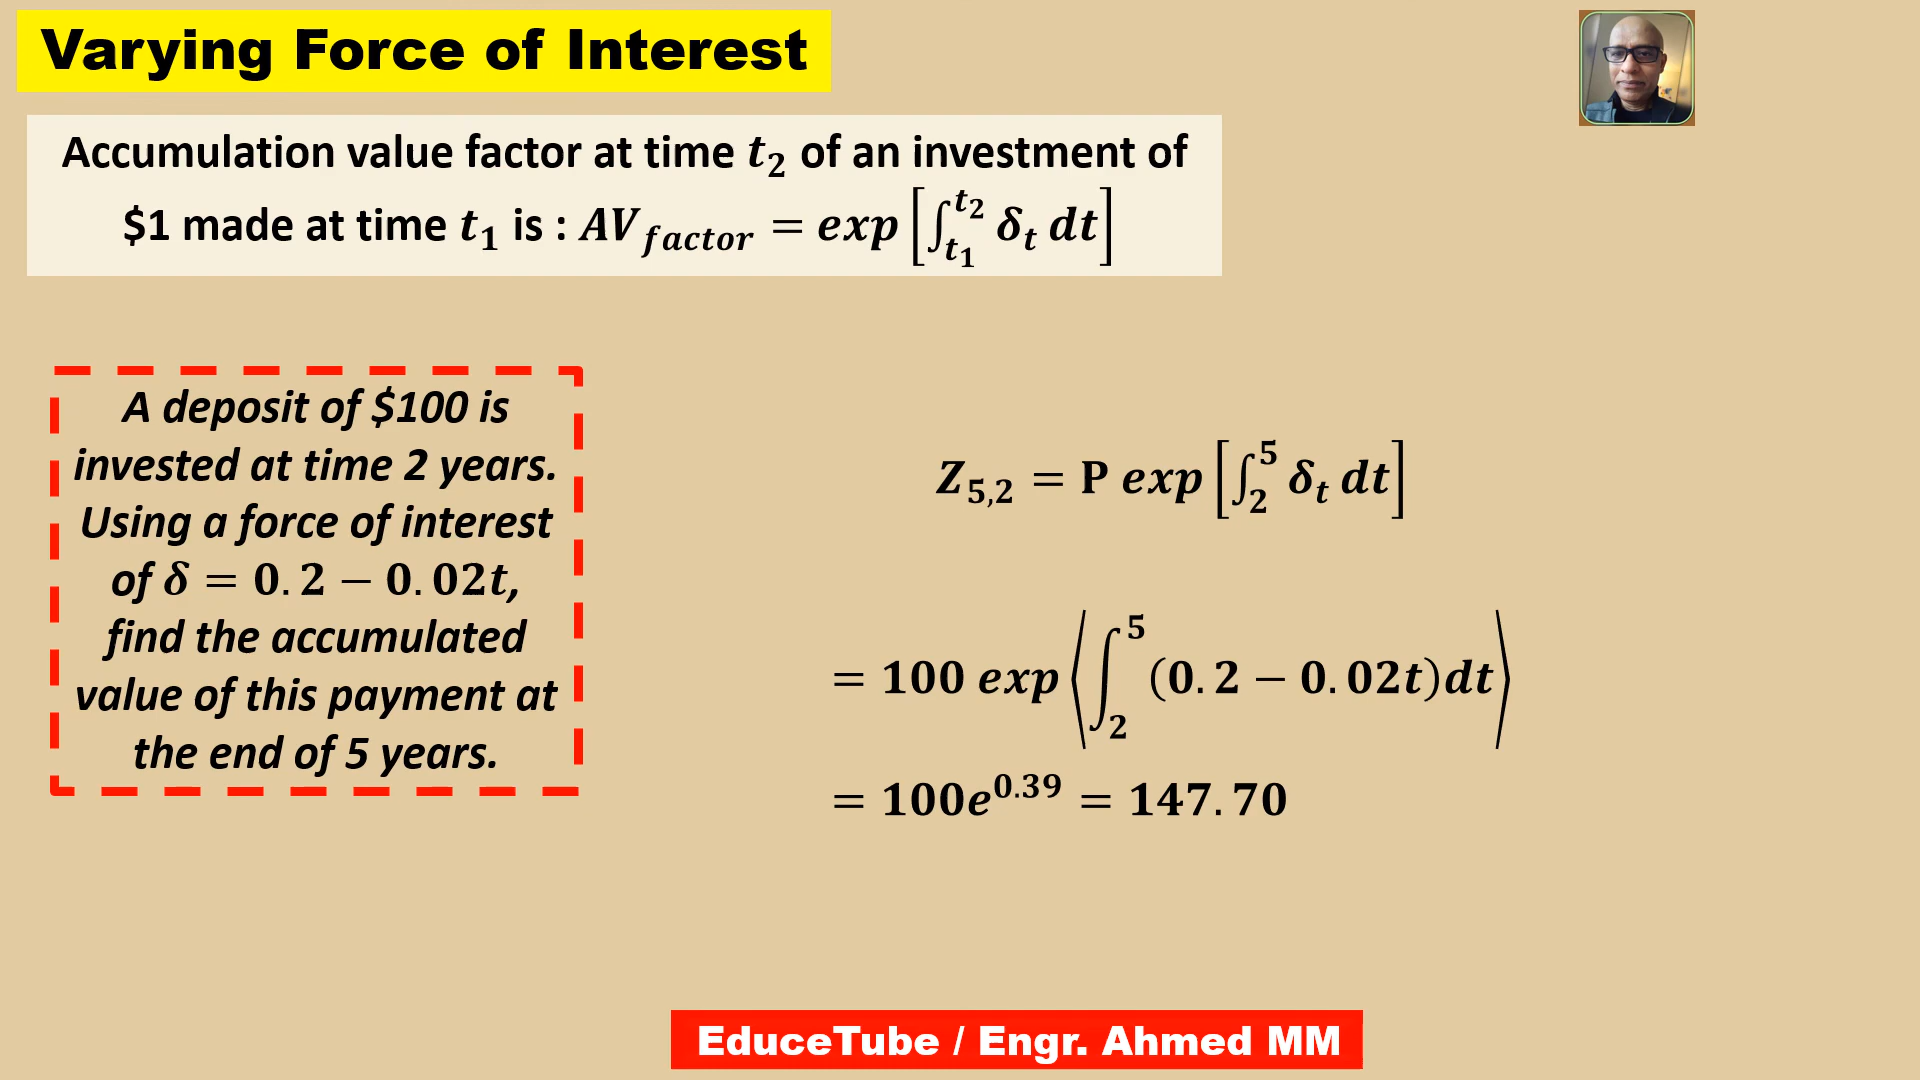 Varying Force of Interest
Accumulation value factor at time t₂ of an investment of
$1 made at time t₁ is : AV_factor = exp[∫_{t₁}^{t₂} δ_t dt]
A deposit of $100 is
invested at time 2 years.
Using a force of interest
of δ = 0.2 − 0.02t,
find the accumulated
value of this payment at
the end of 5 years.
Z_{5,2} = P exp[∫_2^5 δ_t dt]
= 100 exp⟨∫_2^5 (0.2 − 0.02t)dt⟩
= 100e^{0.39} = 147.70
EduceTube / Engr. Ahmed MM